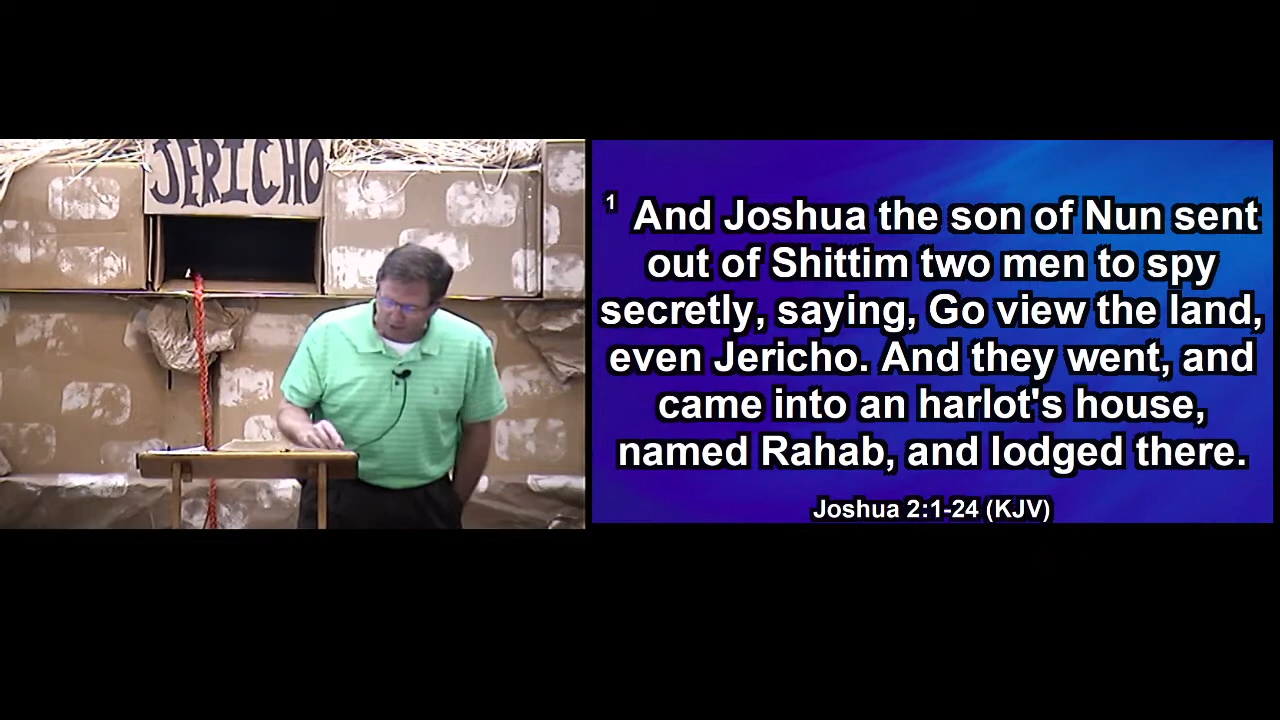 JERICHO
1 And Joshua the son of Nun sent
out of Shittim two men to spy
secretly, saying, Go view the land,
even Jericho. And they went, and
came into an harlot's house,
named Rahab, and lodged there.
Joshua 2:1-24 (KJV)